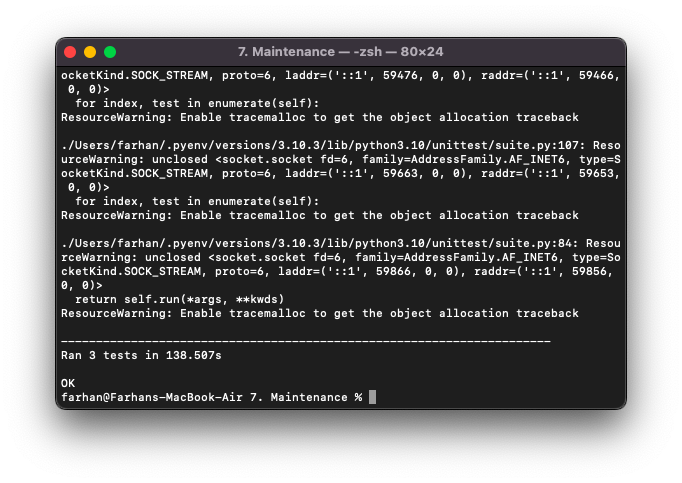 7. Maintenance — -zsh — 80×24
ocketKind.SOCK_STREAM, proto=6, laddr=('::1', 59476, 0, 0), raddr=('::1', 59466,
 0, 0)>
  for index, test in enumerate(self):
ResourceWarning: Enable tracemalloc to get the object allocation traceback
./Users/farhan/.pyenv/versions/3.10.3/lib/python3.10/unittest/suite.py:107: Reso
urceWarning: unclosed <socket.socket fd=6, family=AddressFamily.AF_INET6, type=S
ocketKind.SOCK_STREAM, proto=6, laddr=('::1', 59663, 0, 0), raddr=('::1', 59653,
 0, 0)>
  for index, test in enumerate(self):
ResourceWarning: Enable tracemalloc to get the object allocation traceback
./Users/farhan/.pyenv/versions/3.10.3/lib/python3.10/unittest/suite.py:84: Resou
rceWarning: unclosed <socket.socket fd=6, family=AddressFamily.AF_INET6, type=So
cketKind.SOCK_STREAM, proto=6, laddr=('::1', 59866, 0, 0), raddr=('::1', 59856,
0, 0)>
  return self.run(*args, **kwds)
ResourceWarning: Enable tracemalloc to get the object allocation traceback
----------------------------------------------------------------------
Ran 3 tests in 138.507s
OK
farhan@Farhans-MacBook-Air 7. Maintenance %